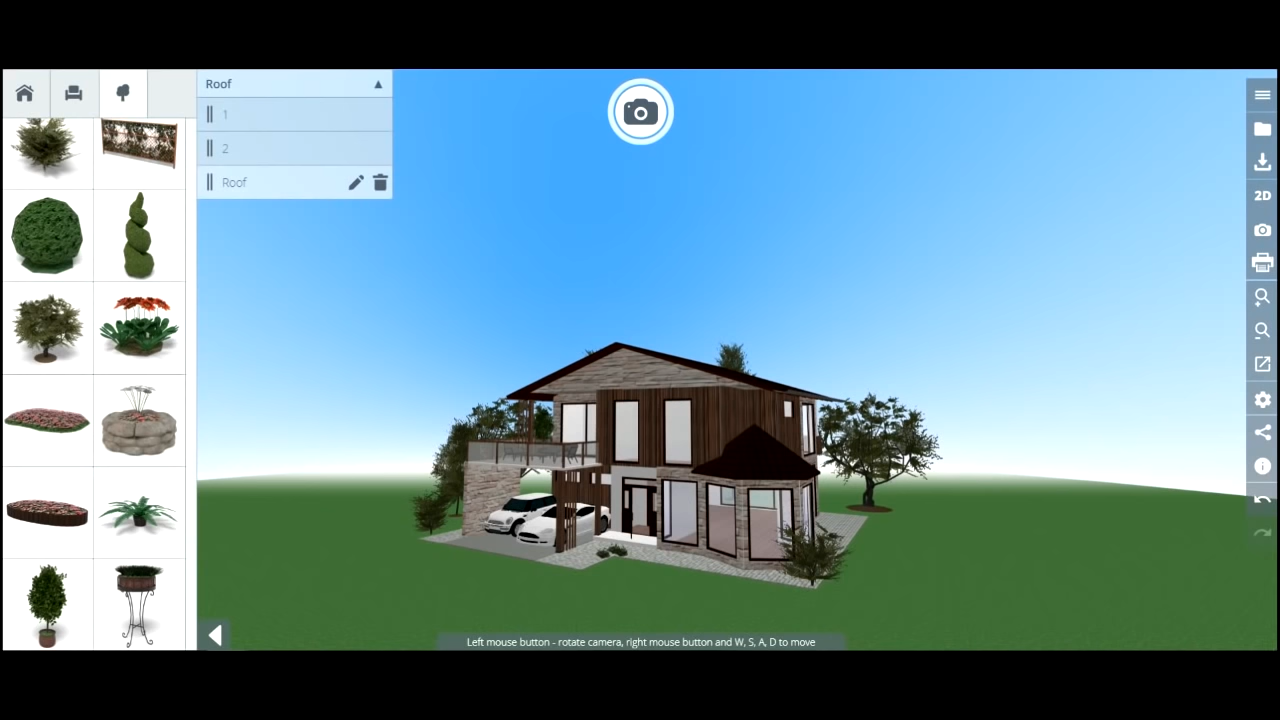 Roof
1
2
Roof
2D
Left mouse button - rotate camera, right mouse button and W, S, A, D to move